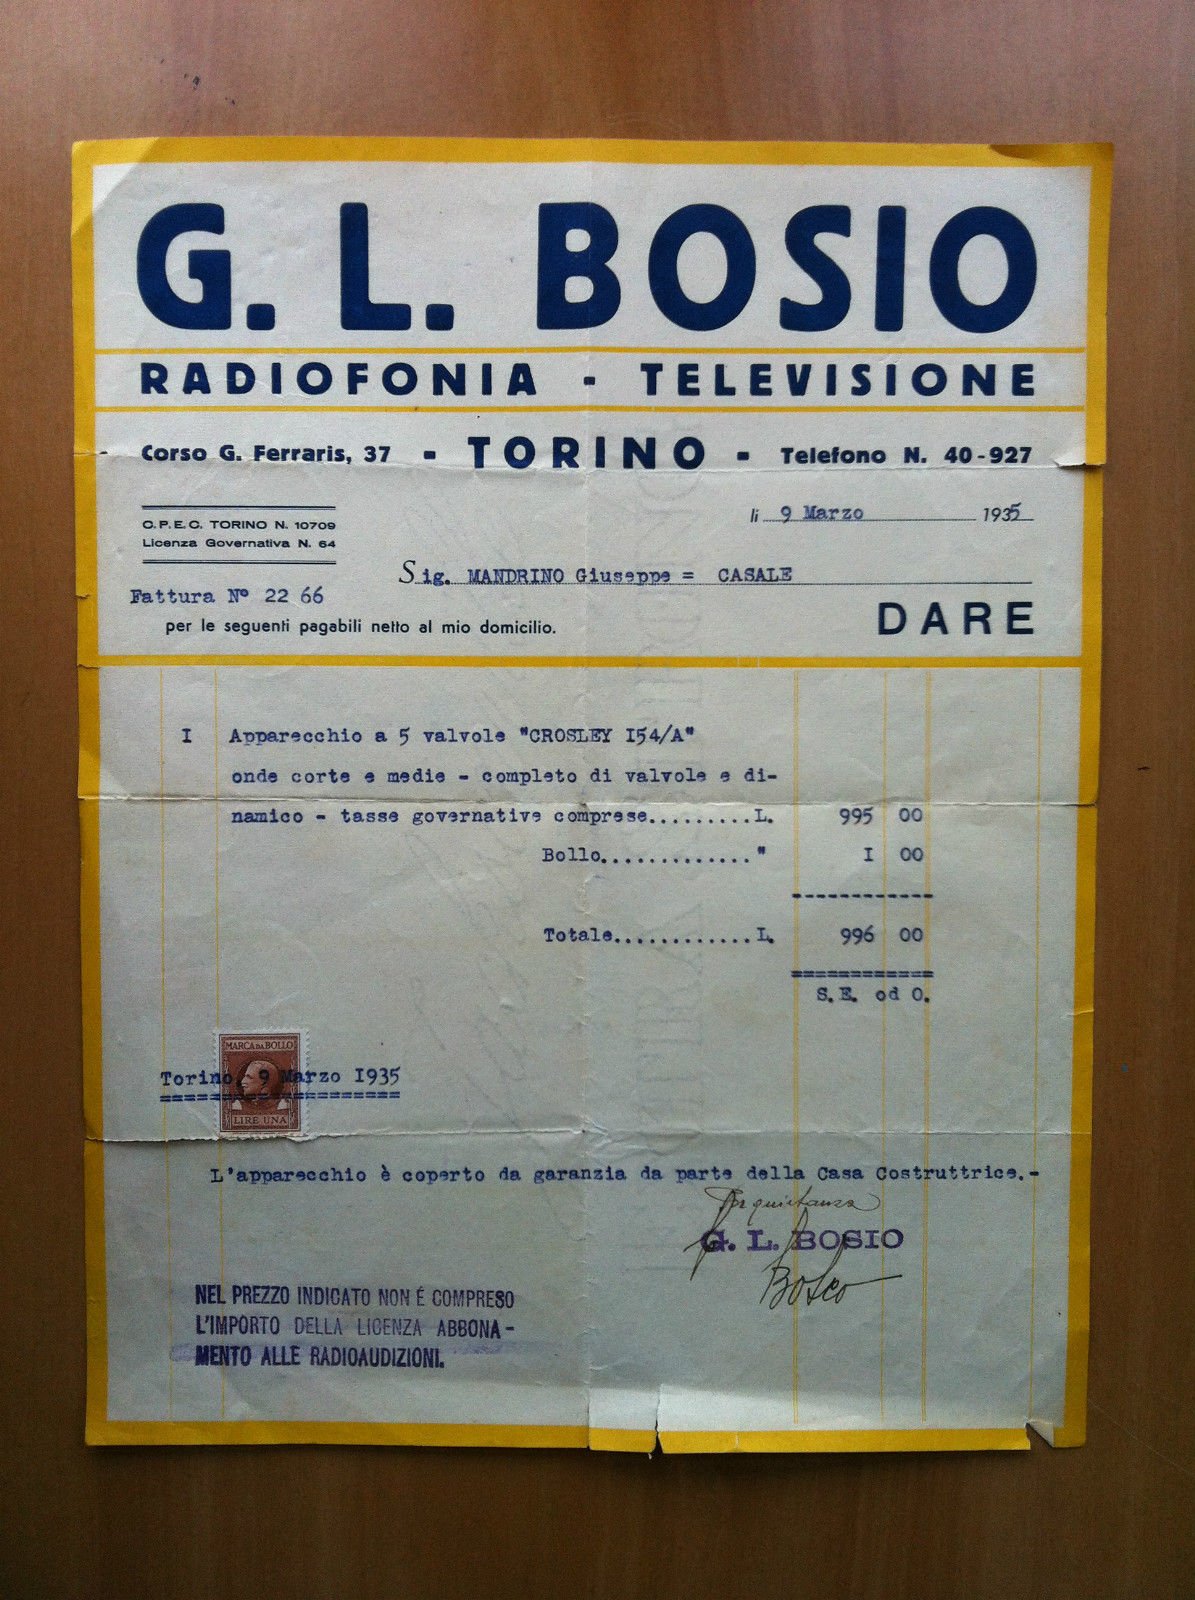 G. L. BOSIO
RADIOFONIA - TELEVISIONE
Corso G. Ferraris, 37 - TORINO - Telefono N. 40-927
C.P.E.C. TORINO N. 10709
Licenza Governativa N. 64
li 9 Marzo 1935
Sig. MANDRINO Giuseppe = CASALE
Fattura Nº 22 66
per le seguenti pagabili netto al mio domicilio.
DARE
I Apparecchio a 5 valvole "CROSLEY I54/A"
onde corte e medie - completo di valvole e di-
namico - tasse governative comprese.........L. 995 00
Bollo............." I 00
Totale............L. 996 00
S.E. od O.
MARCA DA BOLLO
Torino, 9 Marzo I935
LIRE UNA
L'apparecchio è coperto da garanzia da parte della Casa Costruttrice.-
Per quietanza
G. L. BOSIO
NEL PREZZO INDICATO NON É COMPRESO
L'IMPORTO DELLA LICENZA ABBONA-
MENTO ALLE RADIOAUDIZIONI.